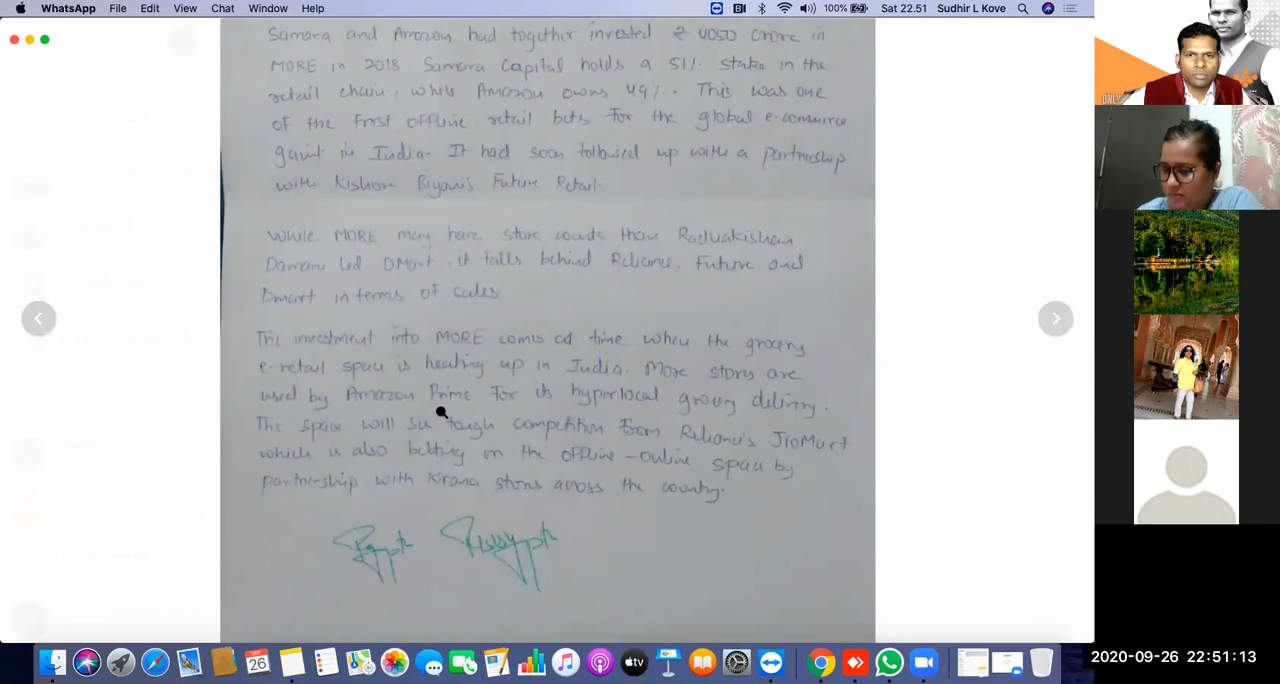 WhatsApp File Edit View Chat Window Help 100% Sat 22.51 Sudhir L Kove
Samara and Amazon had together invested ₹ 4050 crore in
MORE in 2018 Samara Capital holds a 51% stake in the
retail chain, while Amazon owns 49%. This was one
of the First offline retail bets for the global e-commerce
gaint in India. It had soon followed up with a partnership
with Kishore Biyani's Future Retail.
While MORE may have store counts than Radhakishan
Damani led DMart, it falls behind Reliance, Future and
Dmart in terms of sales
The investment into MORE comes at time when the grocery
e-retail space is heating up in India. More stores are
used by Amazon Prime for its hyperlocal grocery delivery.
The space will see tough competition from Reliance's JioMart
which is also betting on the offline-online space by
partnership with Kirana stores across the country.
26
tv
2020-09-26 22:51:13